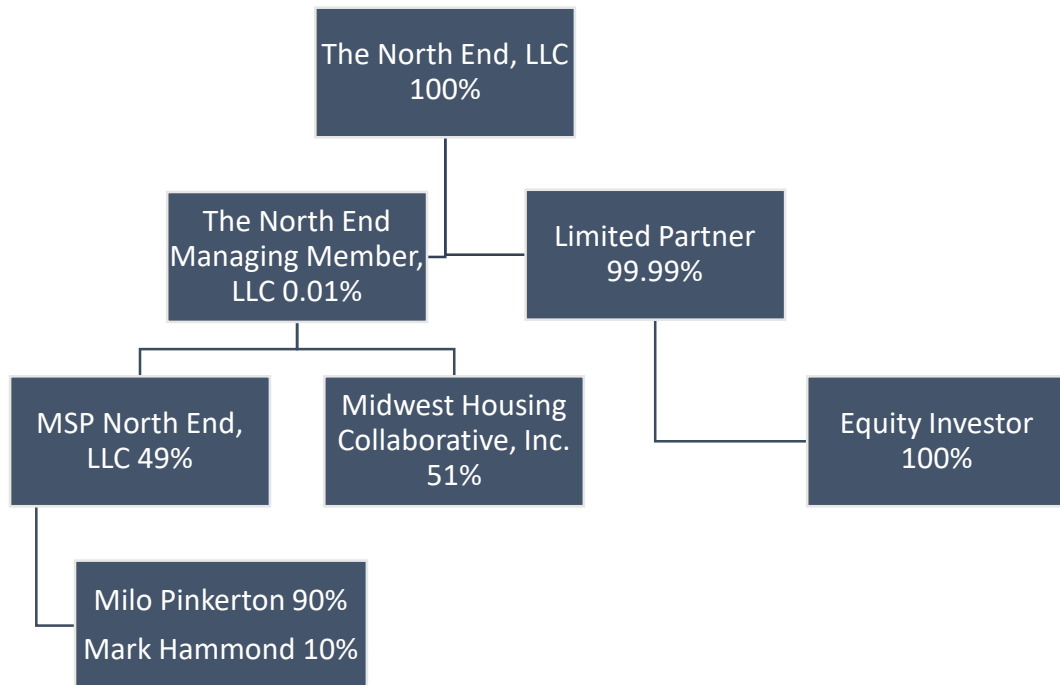 The North End, LLC
100%
The North End
Managing Member,
LLC 0.01%
Limited Partner
99.99%
MSP North End,
LLC 49%
Midwest Housing
Collaborative, Inc.
51%
Equity Investor
100%
Milo Pinkerton 90%
Mark Hammond 10%